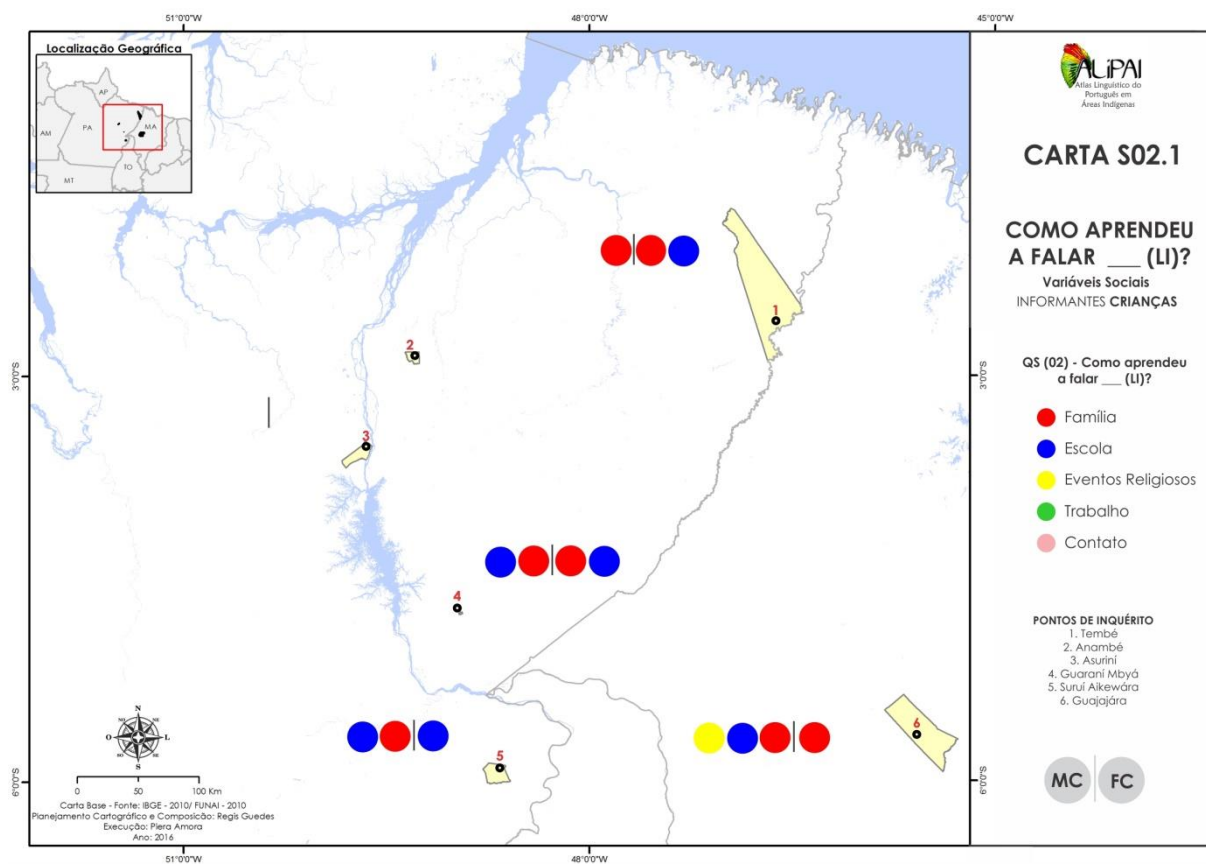 51°0'0"W
48°0'0"W
45°0'0"W
Localização Geográfica
AP
AM
PA
MA
TO
MT
ALiPAI
Atlas Linguístico do
Português em
Áreas Indígenas
CARTA S02.1
COMO APRENDEU
A FALAR ___ (LI)?
Variáveis Sociais
INFORMANTES CRIANÇAS
QS (02) - Como aprendeu
a falar ___ (LI)?
Família
Escola
Eventos Religiosos
Trabalho
Contato
PONTOS DE INQUÉRITO
1. Tembé
2. Anambé
3. Asuriní
4. Guaraní Mbyá
5. Suruí Aikewára
6. Guajajára
MC
FC
1
2
3
4
5
6
3°0'0"S
3°0'0"S
6°0'0"S
6°0'0"S
N
NO
NE
O
L
SO
SE
S
0 50 100 Km
Carta Base - Fonte: IBGE - 2010/ FUNAI - 2010
Planejamento Cartográfico e Composicão: Regis Guedes
Execução: Piera Amora
Ano: 2016
51°0'0"W
48°0'0"W